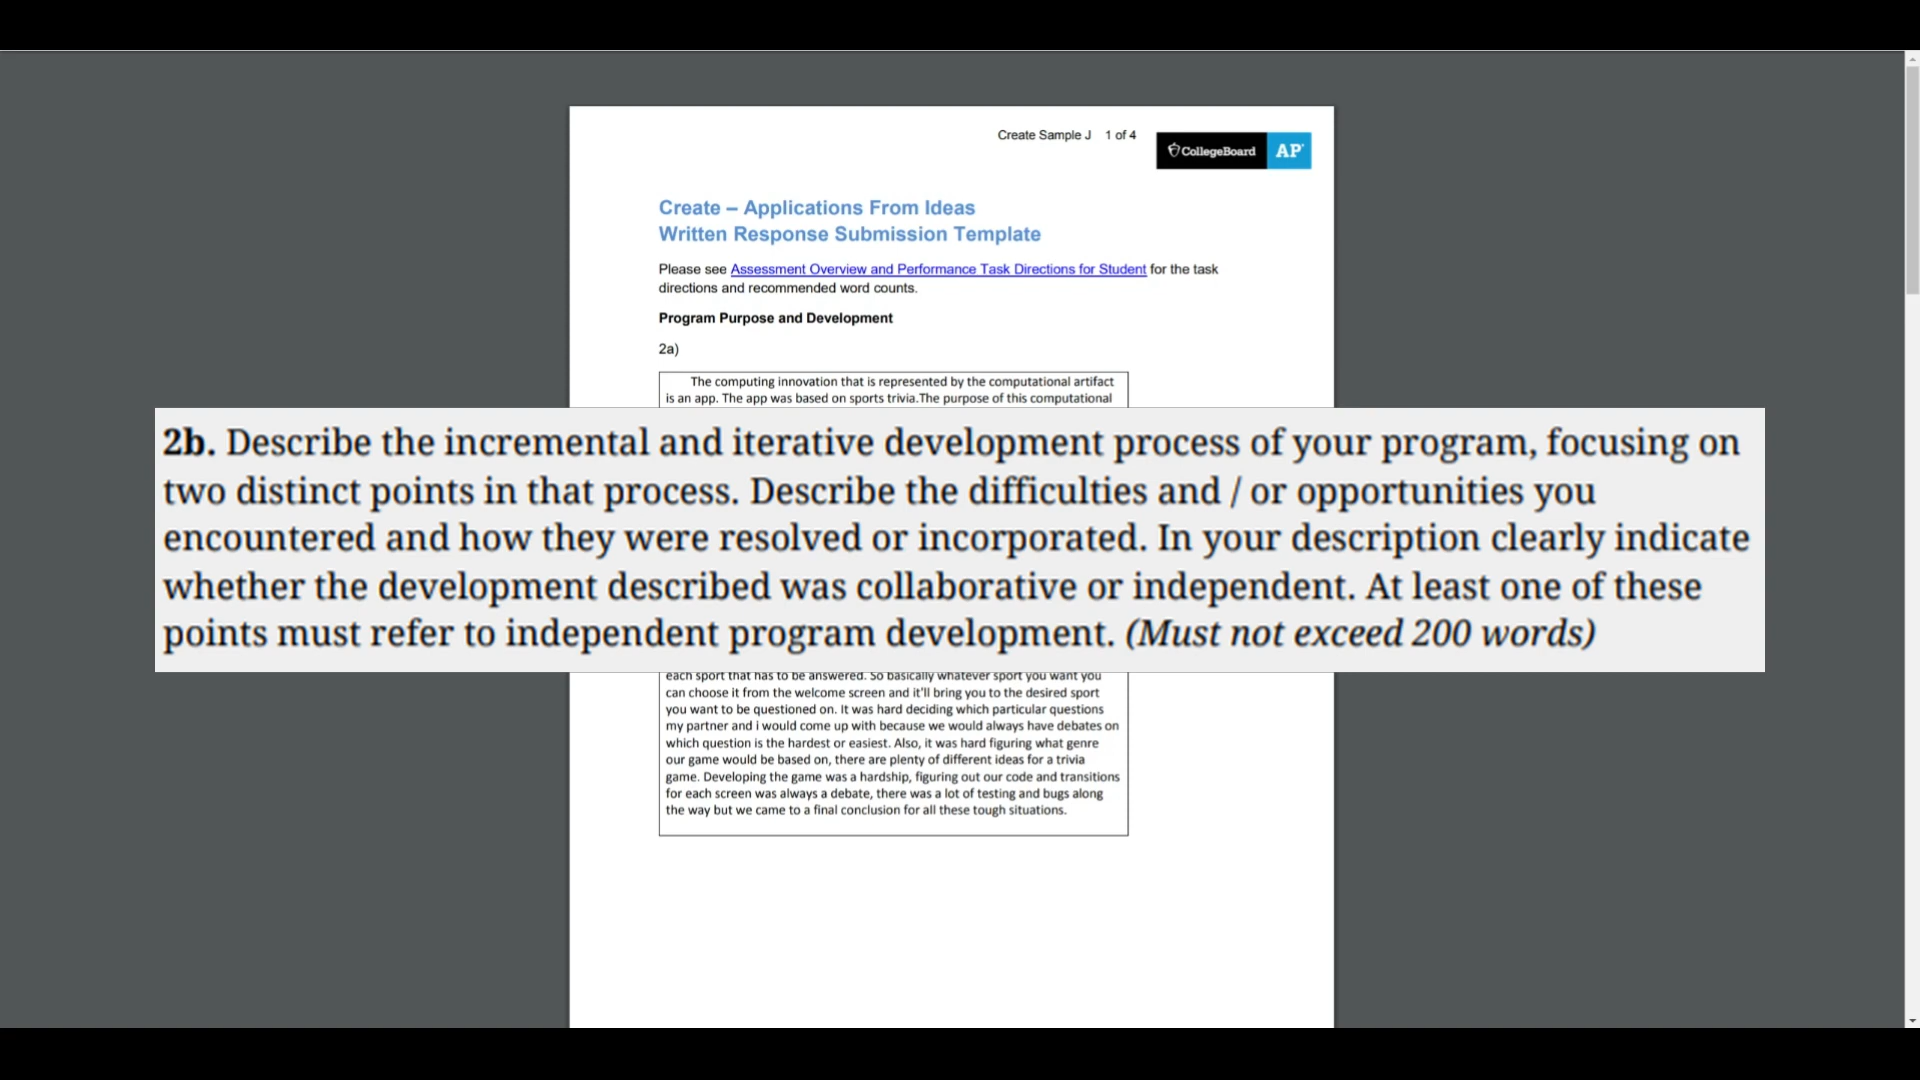 Create Sample J 1 of 4
CollegeBoard AP
Create – Applications From Ideas
Written Response Submission Template
Please see Assessment Overview and Performance Task Directions for Student for the task
directions and recommended word counts.
Program Purpose and Development
2a)
The computing innovation that is represented by the computational artifact
is an app. The app was based on sports trivia.The purpose of this computational
2b. Describe the incremental and iterative development process of your program, focusing on
two distinct points in that process. Describe the difficulties and / or opportunities you
encountered and how they were resolved or incorporated. In your description clearly indicate
whether the development described was collaborative or independent. At least one of these
points must refer to independent program development. (Must not exceed 200 words)
each sport that has to be answered. So basically whatever sport you want you
can choose it from the welcome screen and it'll bring you to the desired sport
you want to be questioned on. It was hard deciding which particular questions
my partner and i would come up with because we would always have debates on
which question is the hardest or easiest. Also, it was hard figuring what genre
our game would be based on, there are plenty of different ideas for a trivia
game. Developing the game was a hardship, figuring out our code and transitions
for each screen was always a debate, there was a lot of testing and bugs along
the way but we came to a final conclusion for all these tough situations.